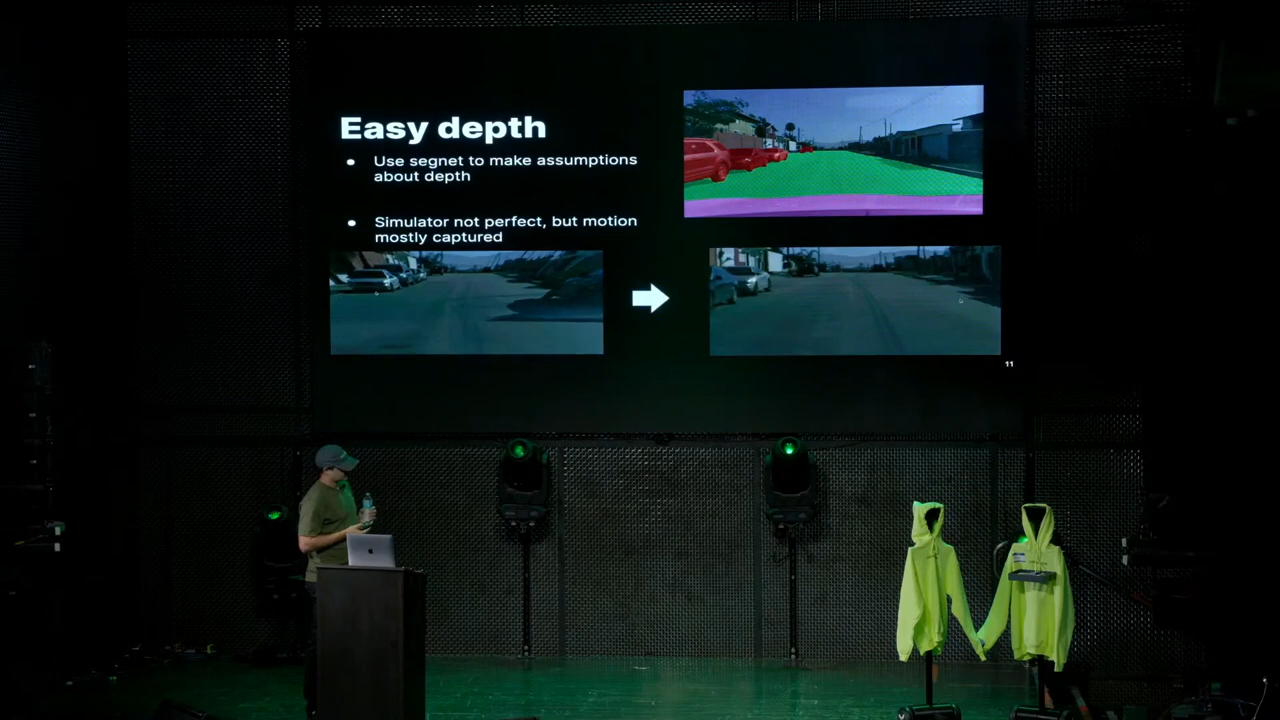 Easy depth
● Use segnet to make assumptions
about depth
● Simulator not perfect, but motion
mostly captured
11